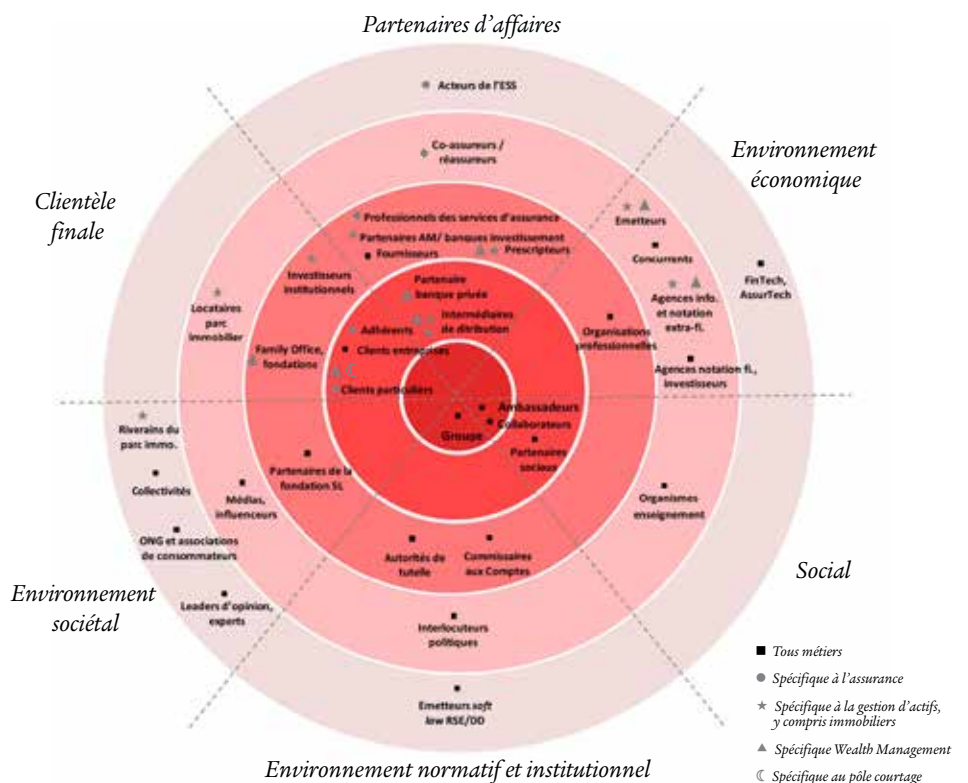 Partenaires d'affaires
Acteurs de l'ESS
Co-assureurs /
réassureurs
Environnement
économique
Clientèle
finale
Emetteurs
Professionnels des services d'assurance
Partenaires AM/ banques investissement
Fournisseurs
Prescripteurs
Concurrents
Investisseurs
institutionnels
FinTech,
AssurTech
Partenaire
banque privée
Agences info.
et notation
extra-fi.
Locataires
parc
immobilier
Intermédiaires
de ditribution
Adhérents
Organisations
professionnelles
Family Office,
fondations
Clients entreprises
Agences notation fi.,
investisseurs
Clients particuliers
Ambassadeurs
Collaborateurs
Groupe
Riverains du
parc immo.
Partenaires
sociaux
Partenaires de la
fondation SL
Collectivités
Médias,
influenceurs
Organismes
enseignement
ONG et associations
de consommateurs
Autorités de
tutelle
Commissaires
aux Comptes
Social
Environnement
sociétal
Leaders d'opinion,
experts
Interlocuteurs
politiques
Emetteurs soft
low RSE/DD
Environnement normatif et institutionnel
Tous métiers
Spécifique à l'assurance
Spécifique à la gestion d'actifs,
y compris immobiliers
Spécifique Wealth Management
Spécifique au pôle courtage